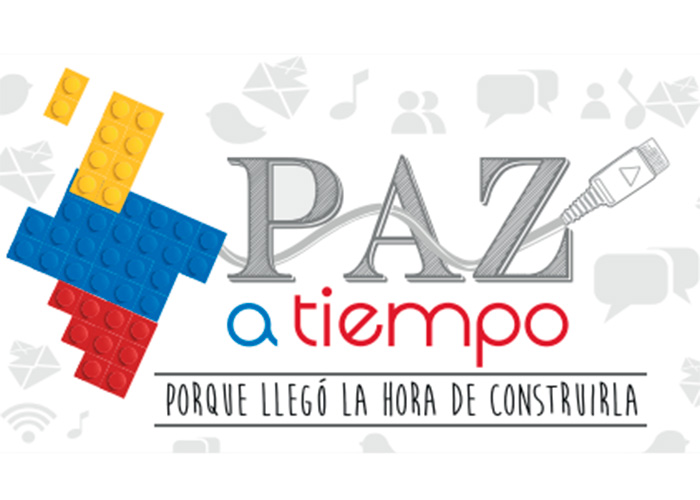 PAZ
a tiempo
PORQUE LLEGÓ LA HORA DE CONSTRUIRLA